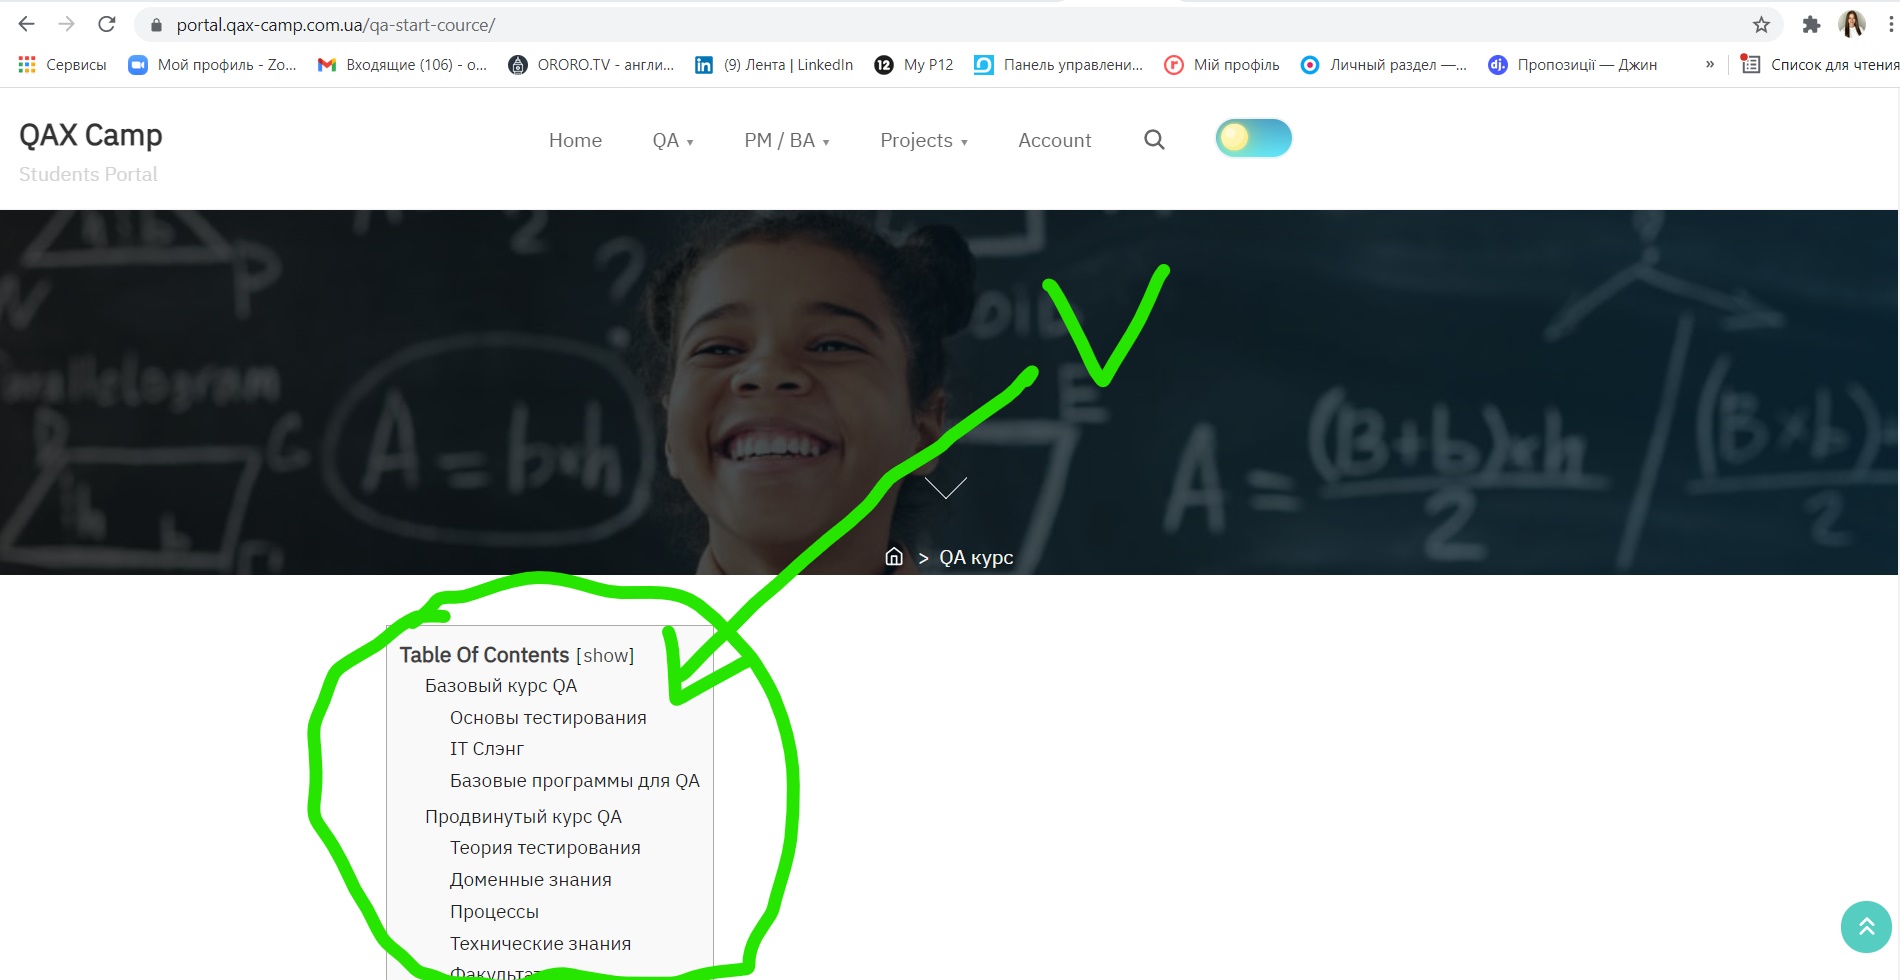 portal.qax-camp.com.ua/qa-start-cource/
Сервисы Мой профиль - Zo... Входящие (106) - o... ORORO.TV - англи... (9) Лента | LinkedIn My P12 Панель управлени... Мій профіль Личный раздел —... Пропозиції — Джин » Список для чтения
QAX Camp
Students Portal
Home QA ▾ PM / BA ▾ Projects ▾ Account
A = b×h
A = (B+b)×h / 2
> QA курс
Table Of Contents [show]
Базовый курс QA
Основы тестирования
IT Слэнг
Базовые программы для QA
Продвинутый курс QA
Теория тестирования
Доменные знания
Процессы
Технические знания